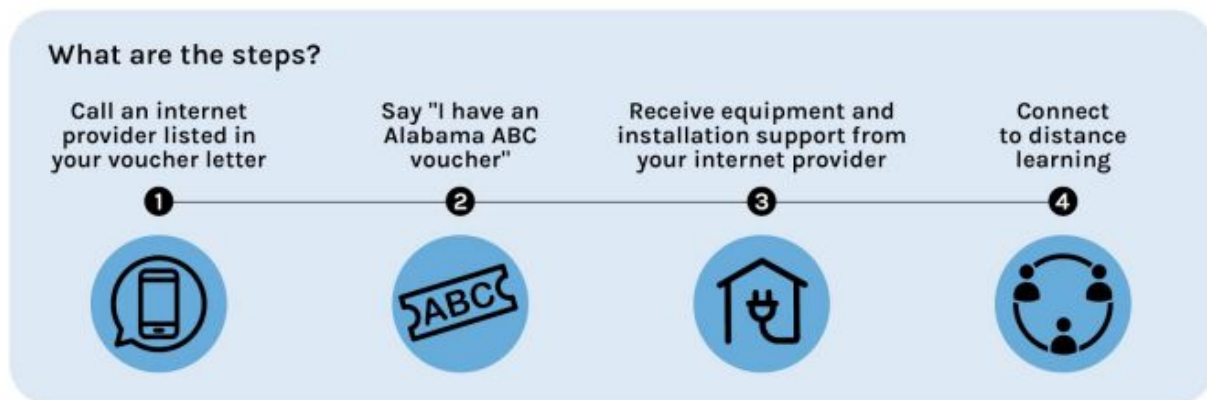 What are the steps?
Call an internet
provider listed in
your voucher letter
Say "I have an
Alabama ABC
voucher"
Receive equipment and
installation support from
your internet provider
Connect
to distance
learning
1
2
3
4
ABC